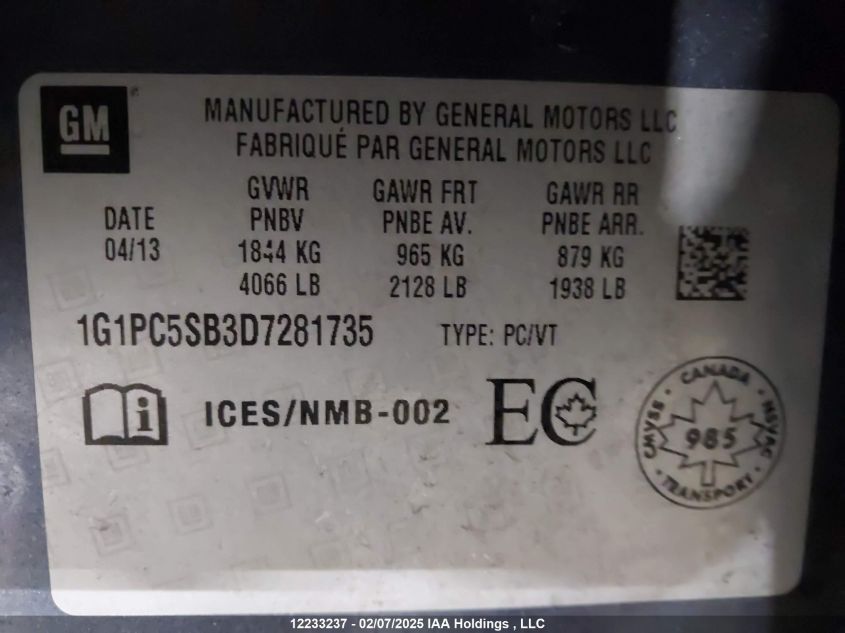 GM
MANUFACTURED BY GENERAL MOTORS LLC
FABRIQUÉ PAR GENERAL MOTORS LLC
DATE
04/13
GVWR
PNBV
1844 KG
4066 LB
GAWR FRT
PNBE AV.
965 KG
2128 LB
GAWR RR
PNBE ARR.
879 KG
1938 LB
1G1PC5SB3D7281735 TYPE: PC/VT
i ICES/NMB-002 EC
CANADA
CMVSS 985 NSVAC
TRANSPORT
12233237 - 02/07/2025 IAA Holdings , LLC